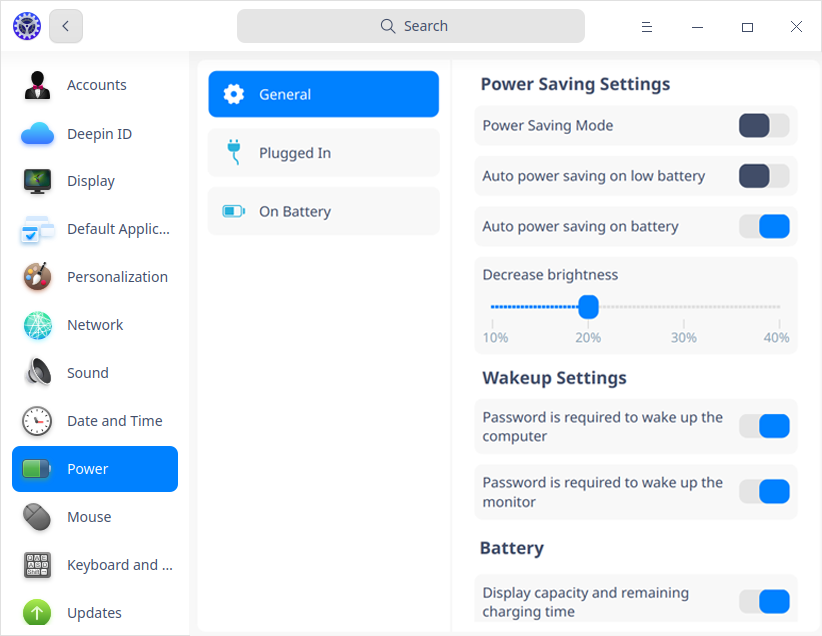 Search
Accounts
Deepin ID
Display
Default Applic...
Personalization
Network
Sound
Date and Time
Power
Mouse
Keyboard and ...
Updates
General
Plugged In
On Battery
Power Saving Settings
Power Saving Mode
Auto power saving on low battery
Auto power saving on battery
Decrease brightness
10% 20% 30% 40%
Wakeup Settings
Password is required to wake up the
computer
Password is required to wake up the
monitor
Battery
Display capacity and remaining
charging time